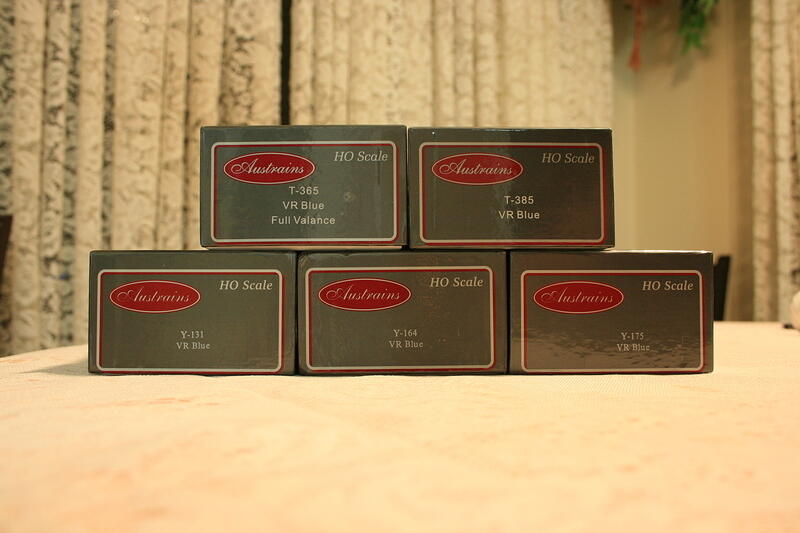 Austrains HO Scale
T-365
VR Blue
Full Valance
Austrains HO Scale
T-385
VR Blue
Austrains HO Scale
Y-131
VR Blue
Austrains HO Scale
Y-164
VR Blue
Austrains HO Scale
Y-175
VR Blue